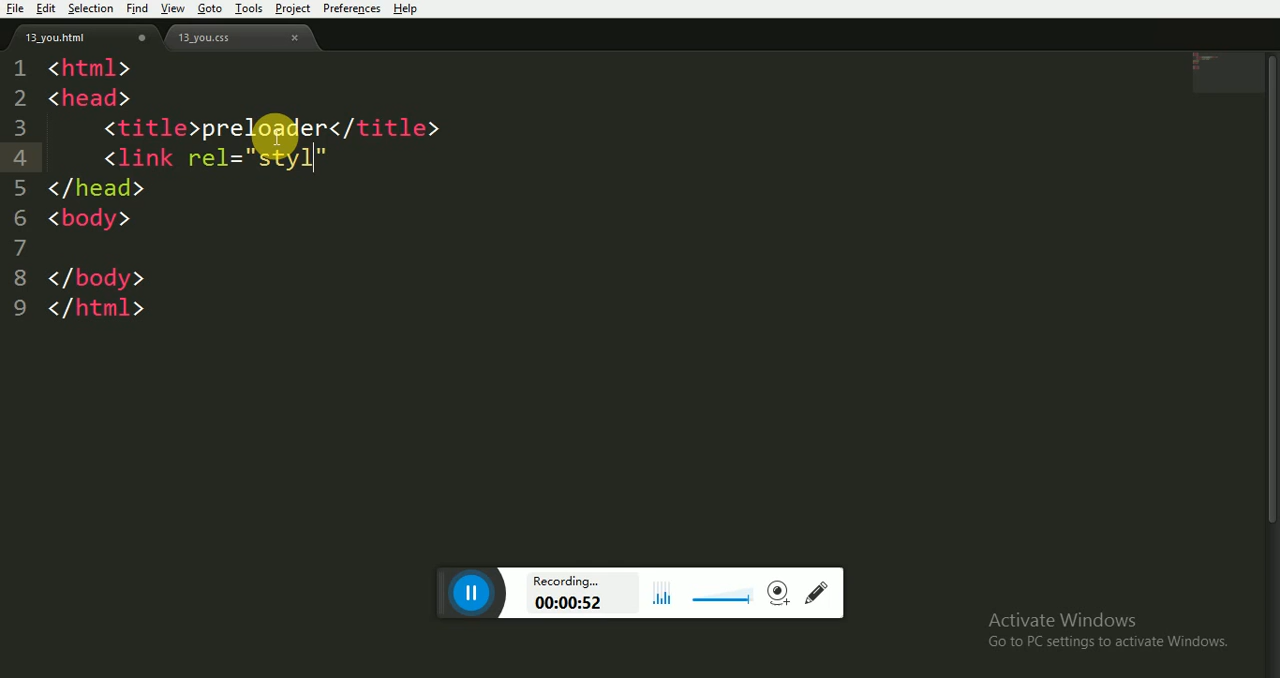 File Edit Selection Find View Goto Tools Project Preferences Help
13_you.html 13_you.css
1 <html>
2 <head>
3 <title>preloader</title>
4 <link rel="styl"
5 </head>
6 <body>
7
8 </body>
9 </html>
Recording...
00:00:52
Activate Windows
Go to PC settings to activate Windows.